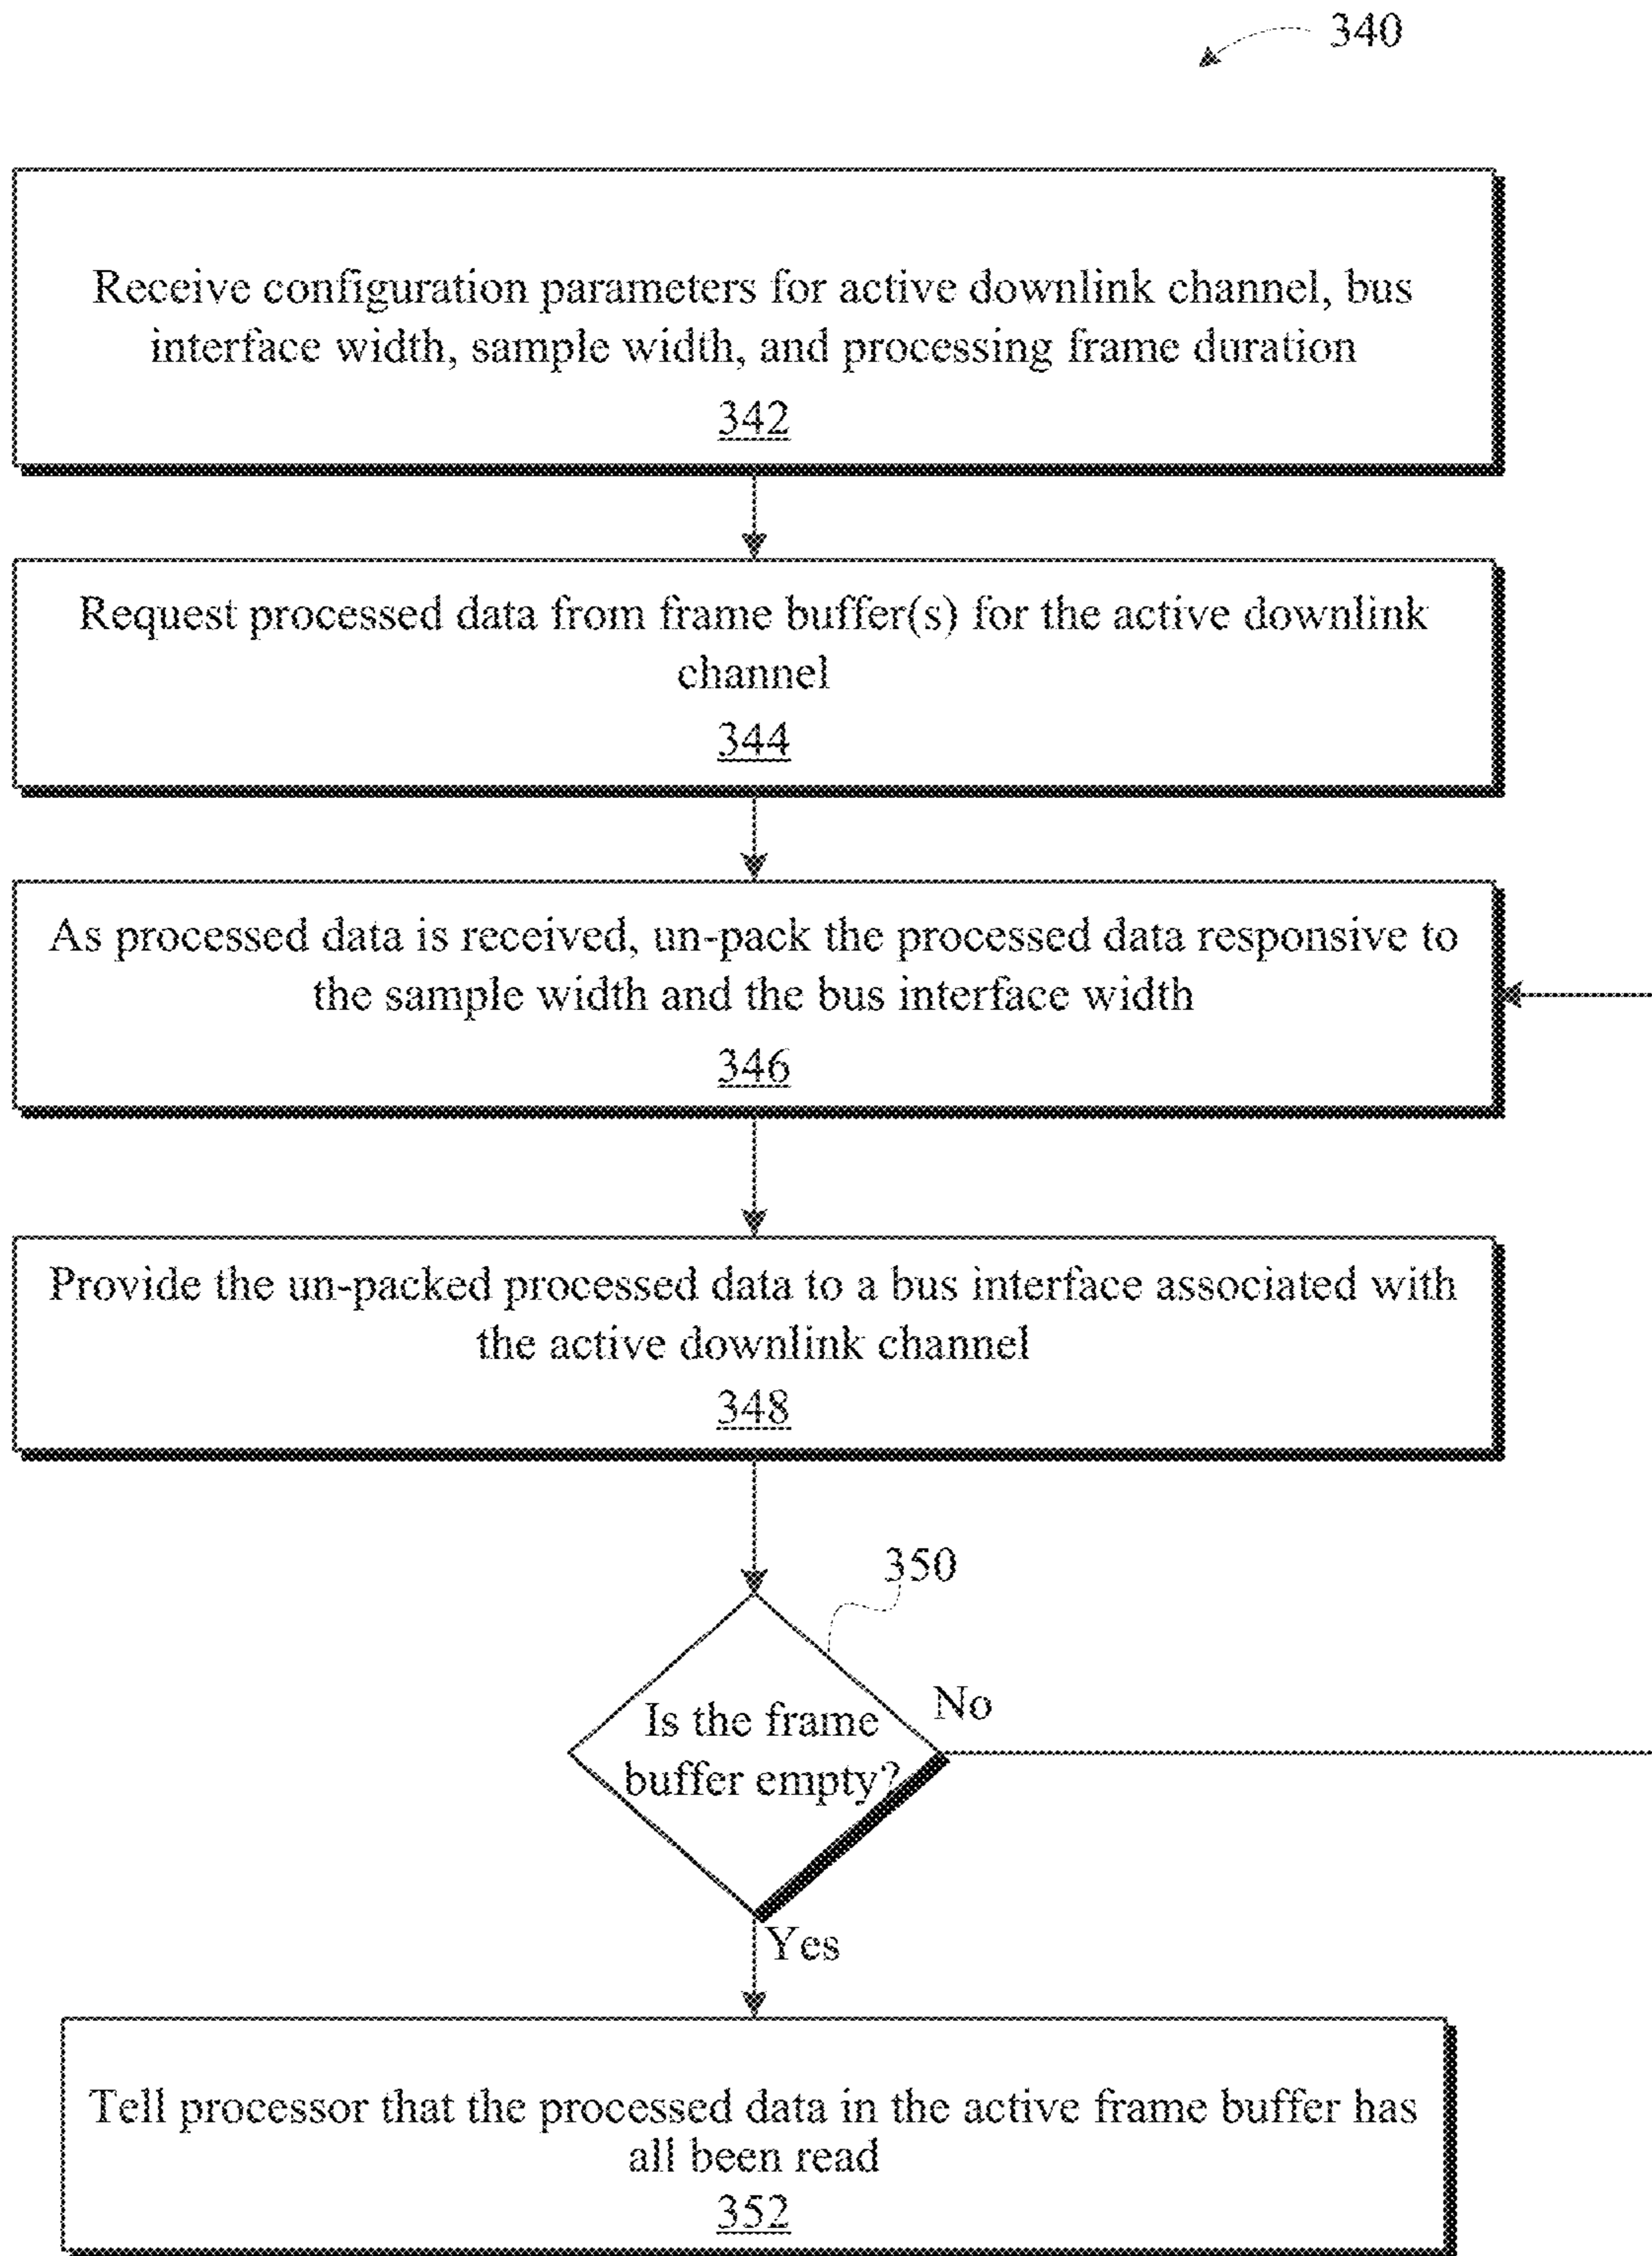 340
Receive configuration parameters for active downlink channel, bus
interface width, sample width, and processing frame duration
342
Request processed data from frame buffer(s) for the active downlink
channel
344
As processed data is received, un-pack the processed data responsive to
the sample width and the bus interface width
346
Provide the un-packed processed data to a bus interface associated with
the active downlink channel
348
350
Is the frame
buffer empty?
No
Yes
Tell processor that the processed data in the active frame buffer has
all been read
352